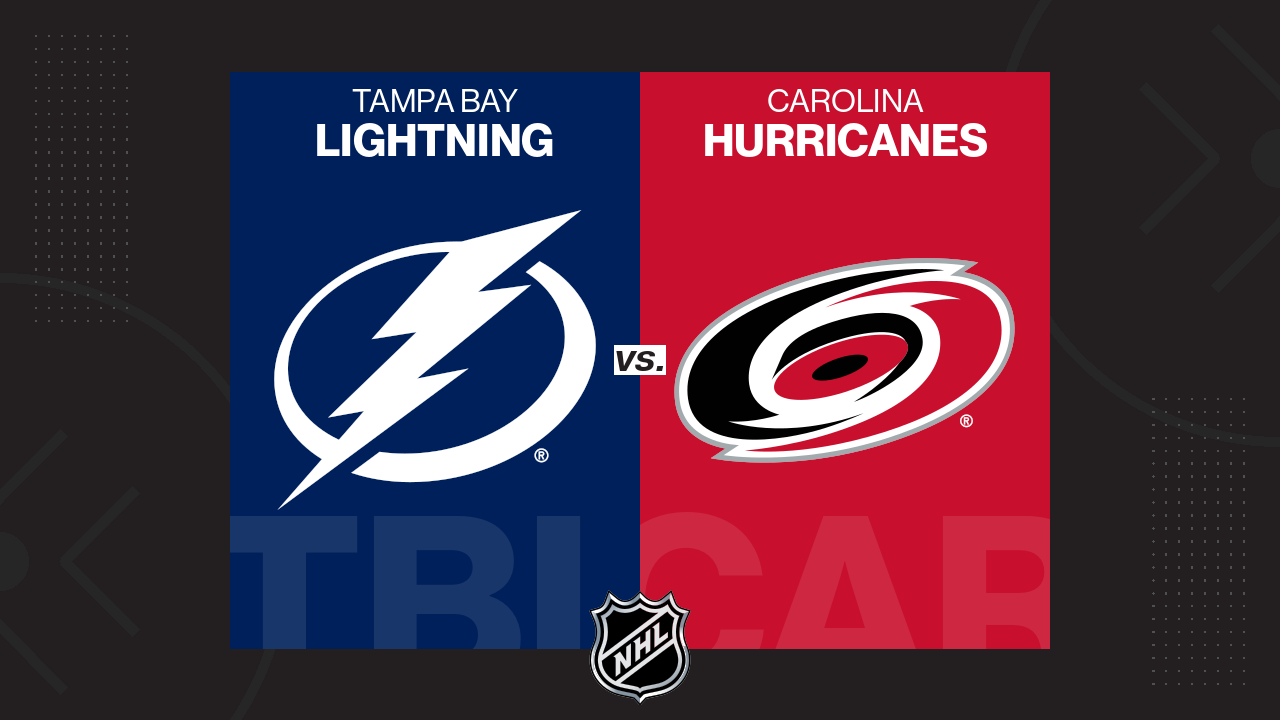 TAMPA BAY
LIGHTNING
CAROLINA
HURRICANES
vs.
®
®
TBL
CAR
NHL